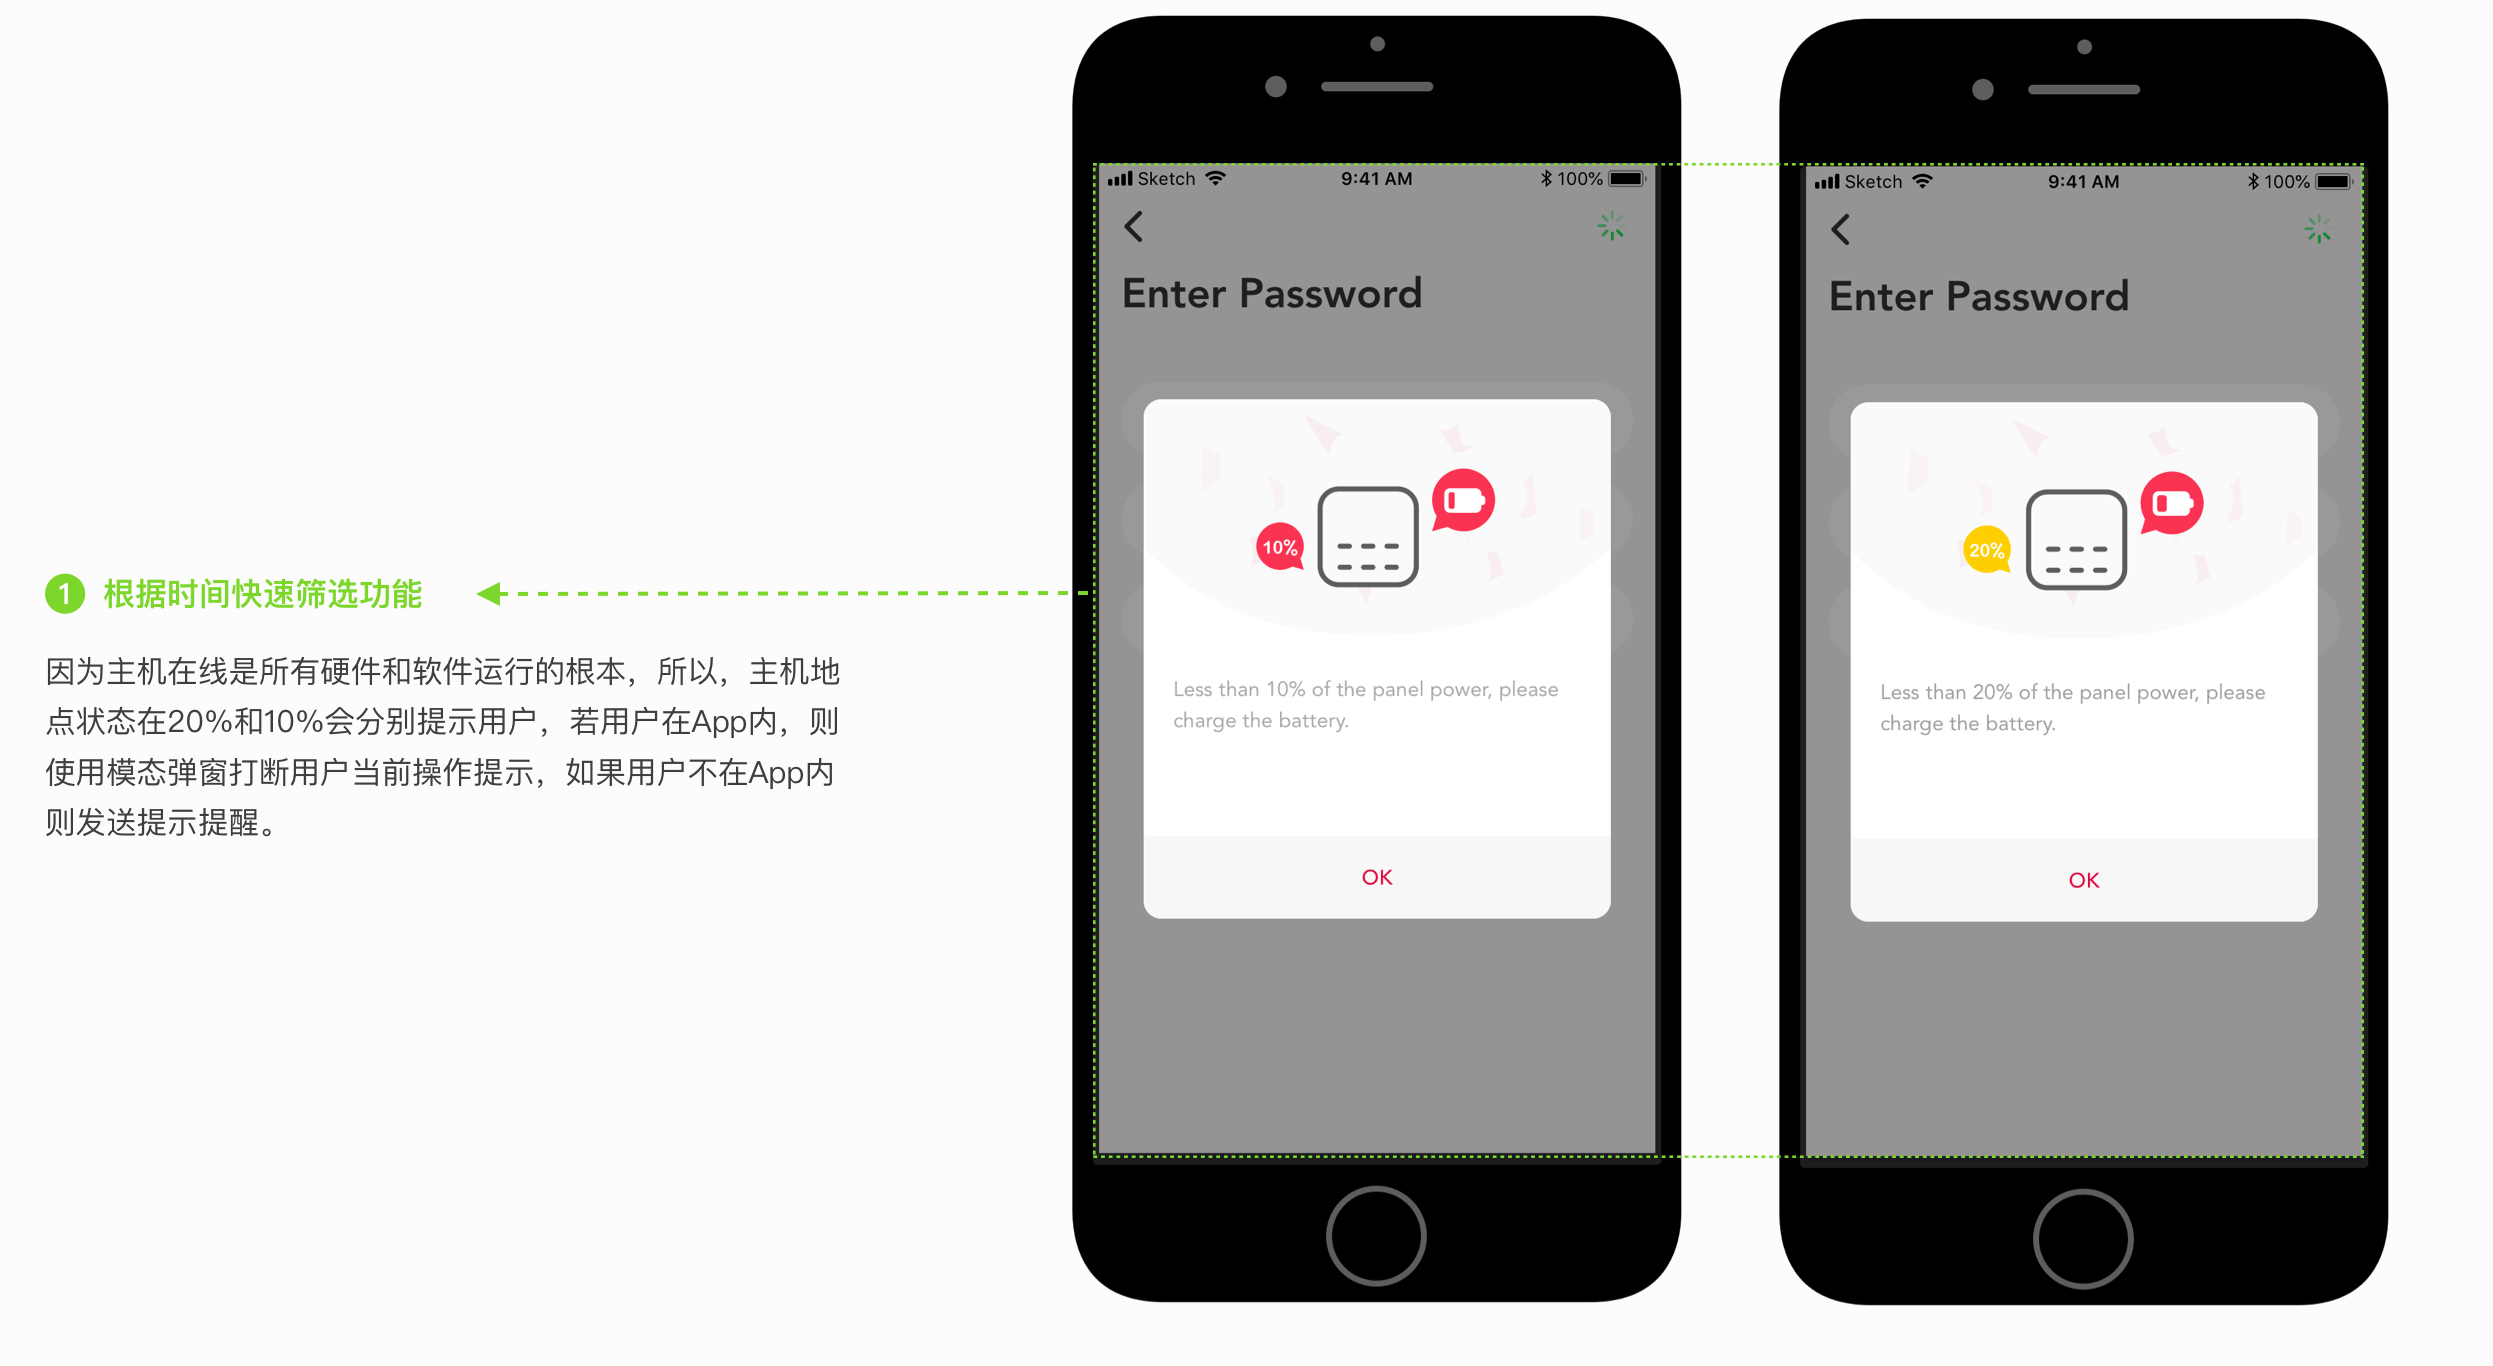 1 根据时间快速筛选功能
因为主机在线是所有硬件和软件运行的根本，所以，主机地
点状态在20%和10%会分别提示用户，若用户在App内，则
使用模态弹窗打断用户当前操作提示，如果用户不在App内
则发送提示提醒。
Sketch 9:41 AM 100%
Enter Password
10%
Less than 10% of the panel power, please
charge the battery.
OK
Sketch 9:41 AM 100%
Enter Password
20%
Less than 20% of the panel power, please
charge the battery.
OK